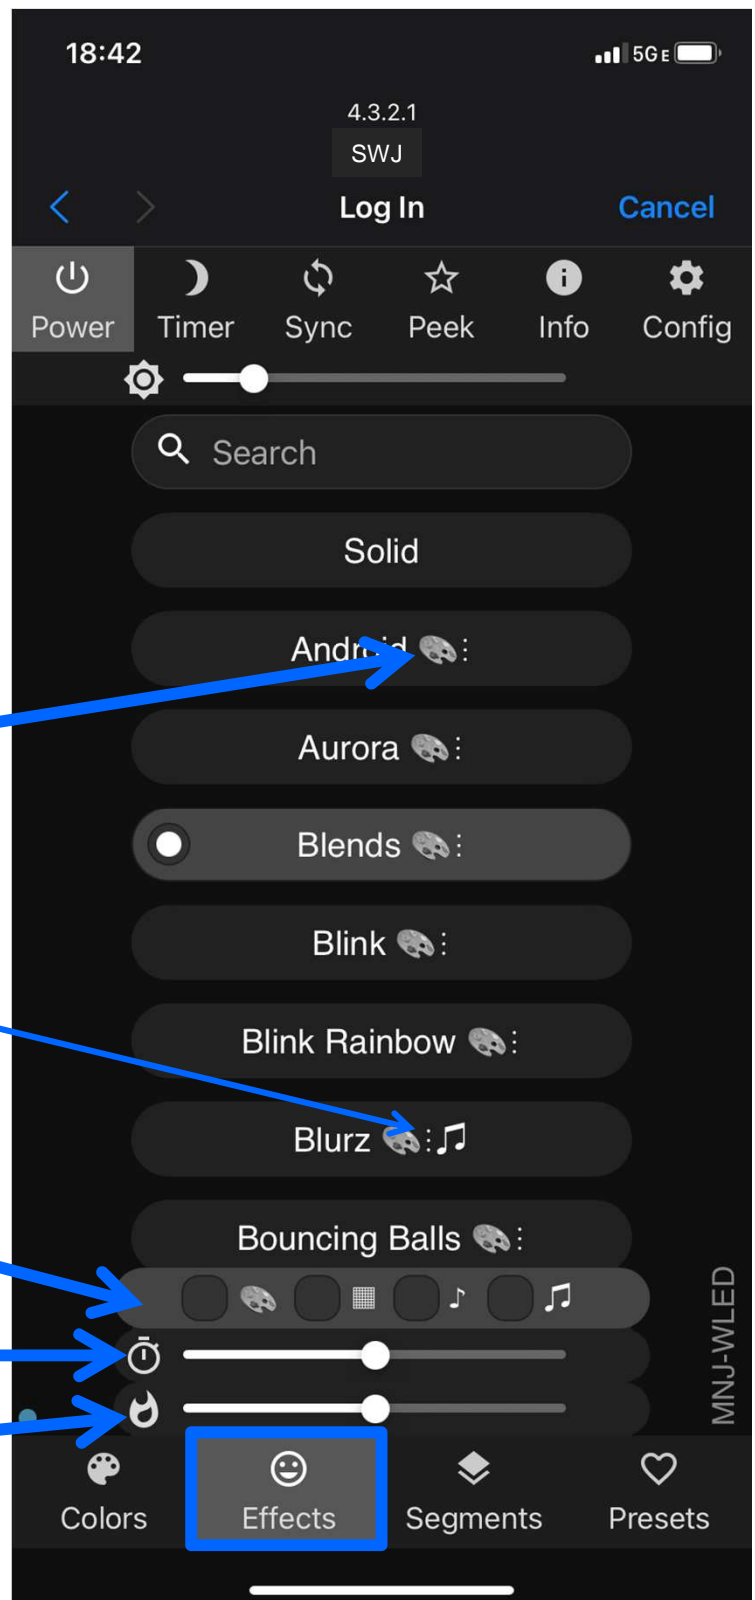 18:42 5G E
4.3.2.1
SWJ
Log In Cancel
Power Timer Sync Peek Info Config
Search
Solid
Android
Aurora
Blends
Blink
Blink Rainbow
Blurz
Bouncing Balls
MNJ-WLED
Colors Effects Segments Presets